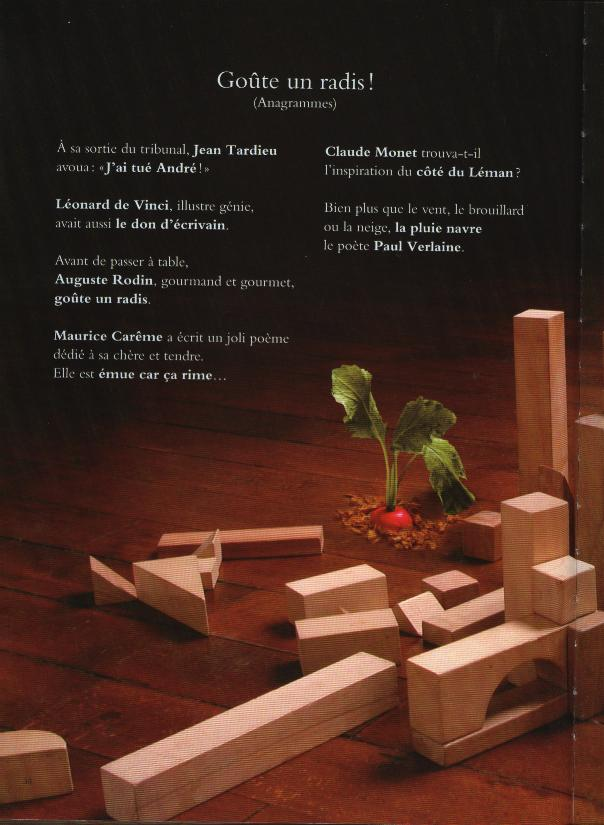 Goûte un radis !
(Anagrammes)
À sa sortie du tribunal, Jean Tardieu
avoua : «J'ai tué André ! »
Léonard de Vinci, illustre génie,
avait aussi le don d'écrivain.
Avant de passer à table,
Auguste Rodin, gourmand et gourmet,
goûte un radis.
Maurice Carême a écrit un joli poème
dédié à sa chère et tendre.
Elle est émue car ça rime…
Claude Monet trouva-t-il
l'inspiration du côté du Léman ?
Bien plus que le vent, le brouillard
ou la neige, la pluie navre
le poète Paul Verlaine.